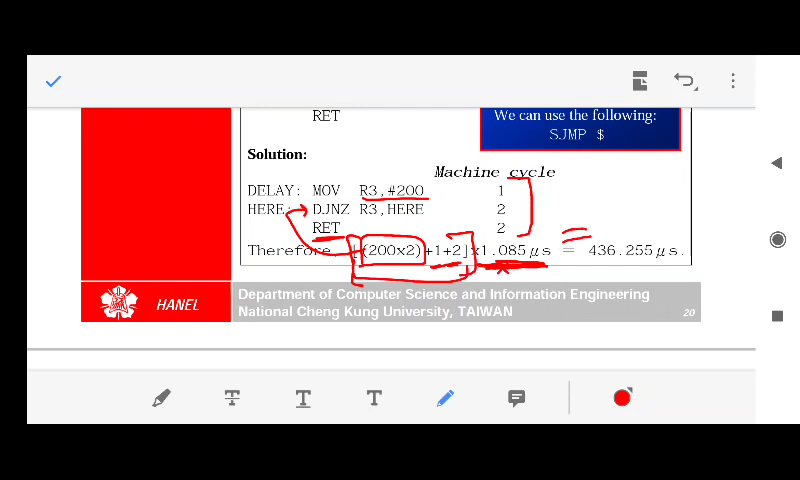 RET
We can use the following:
SJMP $
Solution:
Machine cycle
DELAY: MOV R3,#200 1
HERE: DJNZ R3,HERE 2
RET 2
Therefore [(200x2)+1+2]x1.085μs = 436.255μs.
HANEL
Department of Computer Science and Information Engineering
National Cheng Kung University, TAIWAN
20
T T T